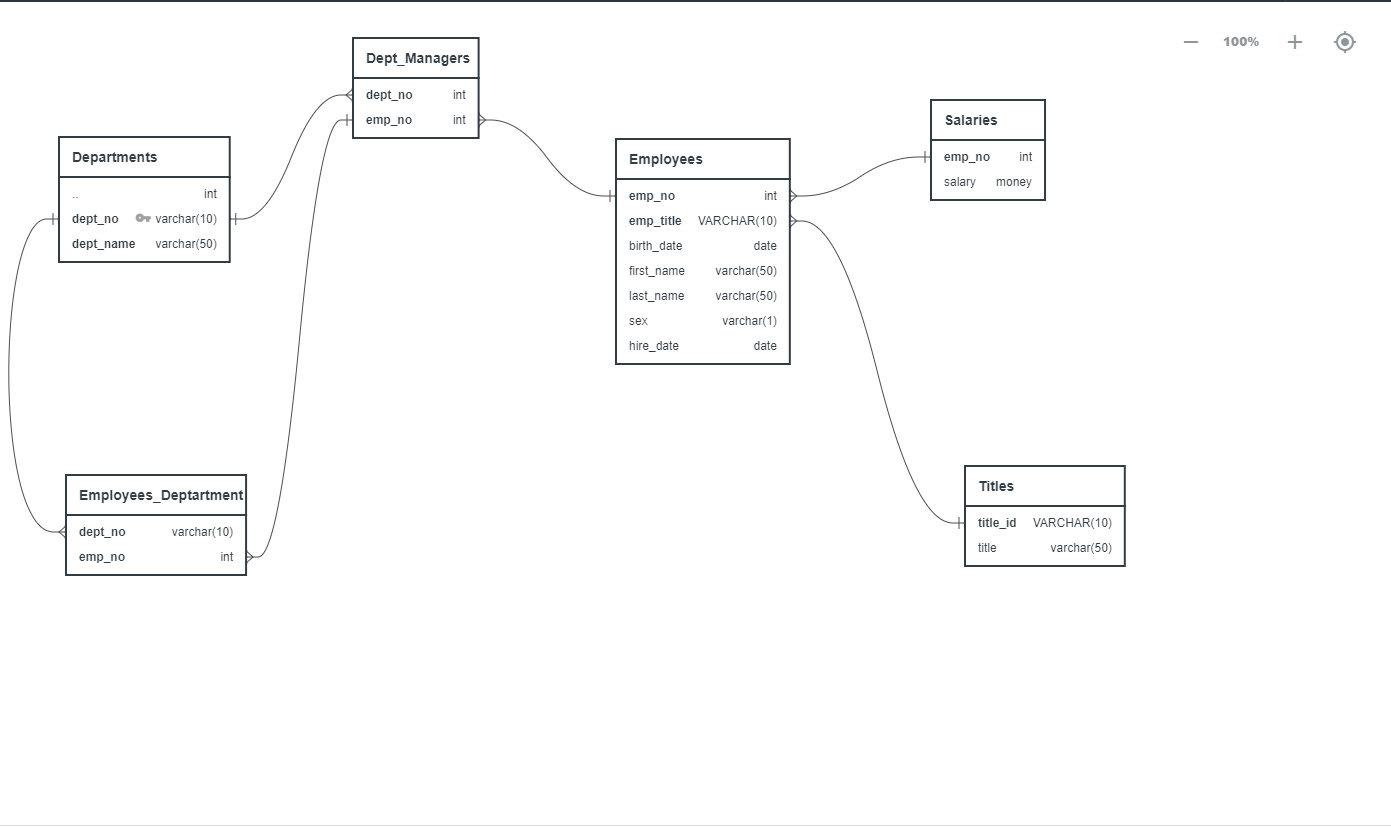 100%
Dept_Managers
dept_no int
emp_no int
Departments
.. int
dept_no varchar(10)
dept_name varchar(50)
Employees
emp_no int
emp_title VARCHAR(10)
birth_date date
first_name varchar(50)
last_name varchar(50)
sex varchar(1)
hire_date date
Salaries
emp_no int
salary money
Employees_Deptartment
dept_no varchar(10)
emp_no int
Titles
title_id VARCHAR(10)
title varchar(50)